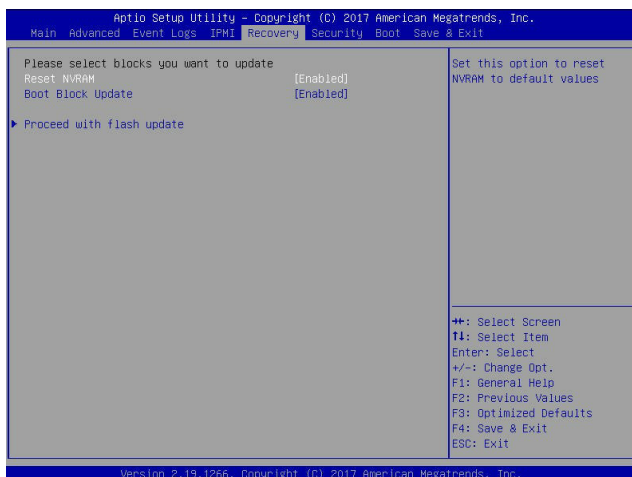 Aptio Setup Utility – Copyright (C) 2017 American Megatrends, Inc.
Main Advanced Event Logs IPMI Recovery Security Boot Save & Exit
Please select blocks you want to update
Reset NVRAM [Enabled]
Boot Block Update [Enabled]
Proceed with flash update
Set this option to reset
NVRAM to default values
→←: Select Screen
↑↓: Select Item
Enter: Select
+/-: Change Opt.
F1: General Help
F2: Previous Values
F3: Optimized Defaults
F4: Save & Exit
ESC: Exit
Version 2.19.1266. Copyright (C) 2017 American Megatrends, Inc.